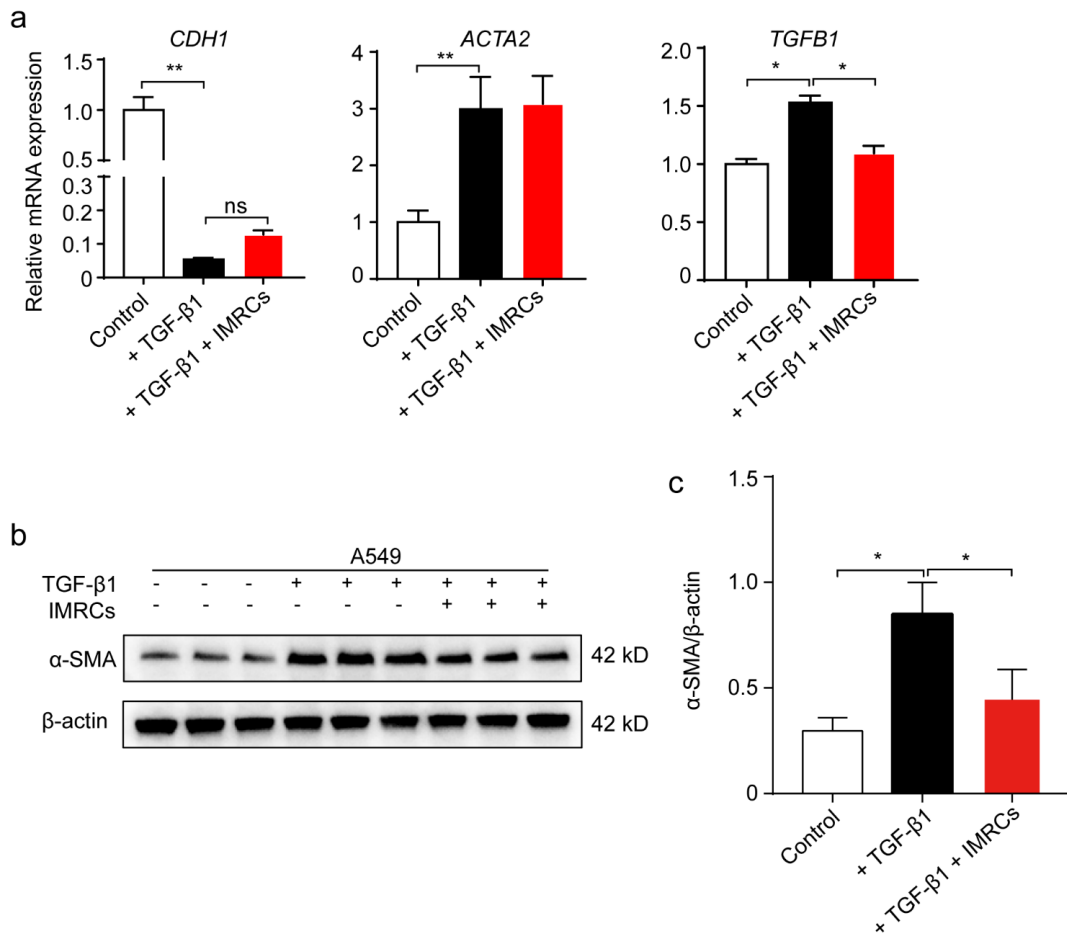 a
CDH1
ACTA2
TGFB1
Relative mRNA expression
1.5
1.0
0.5
0.3
0.2
0.1
0
**
ns
Control
+ TGF-β1
+ TGF-β1 + IMRCs
4
3
2
1
0
**
Control
+ TGF-β1
+ TGF-β1 + IMRCs
2.0
1.5
1.0
0.5
0
*
*
Control
+ TGF-β1
+ TGF-β1 + IMRCs
b
A549
TGF-β1 - - - + + + + + +
IMRCs - - - - - - + + +
α-SMA 42 kD
β-actin 42 kD
c
α-SMA/β-actin
1.5
1.0
0.5
0
*
*
Control
+ TGF-β1
+ TGF-β1 + IMRCs